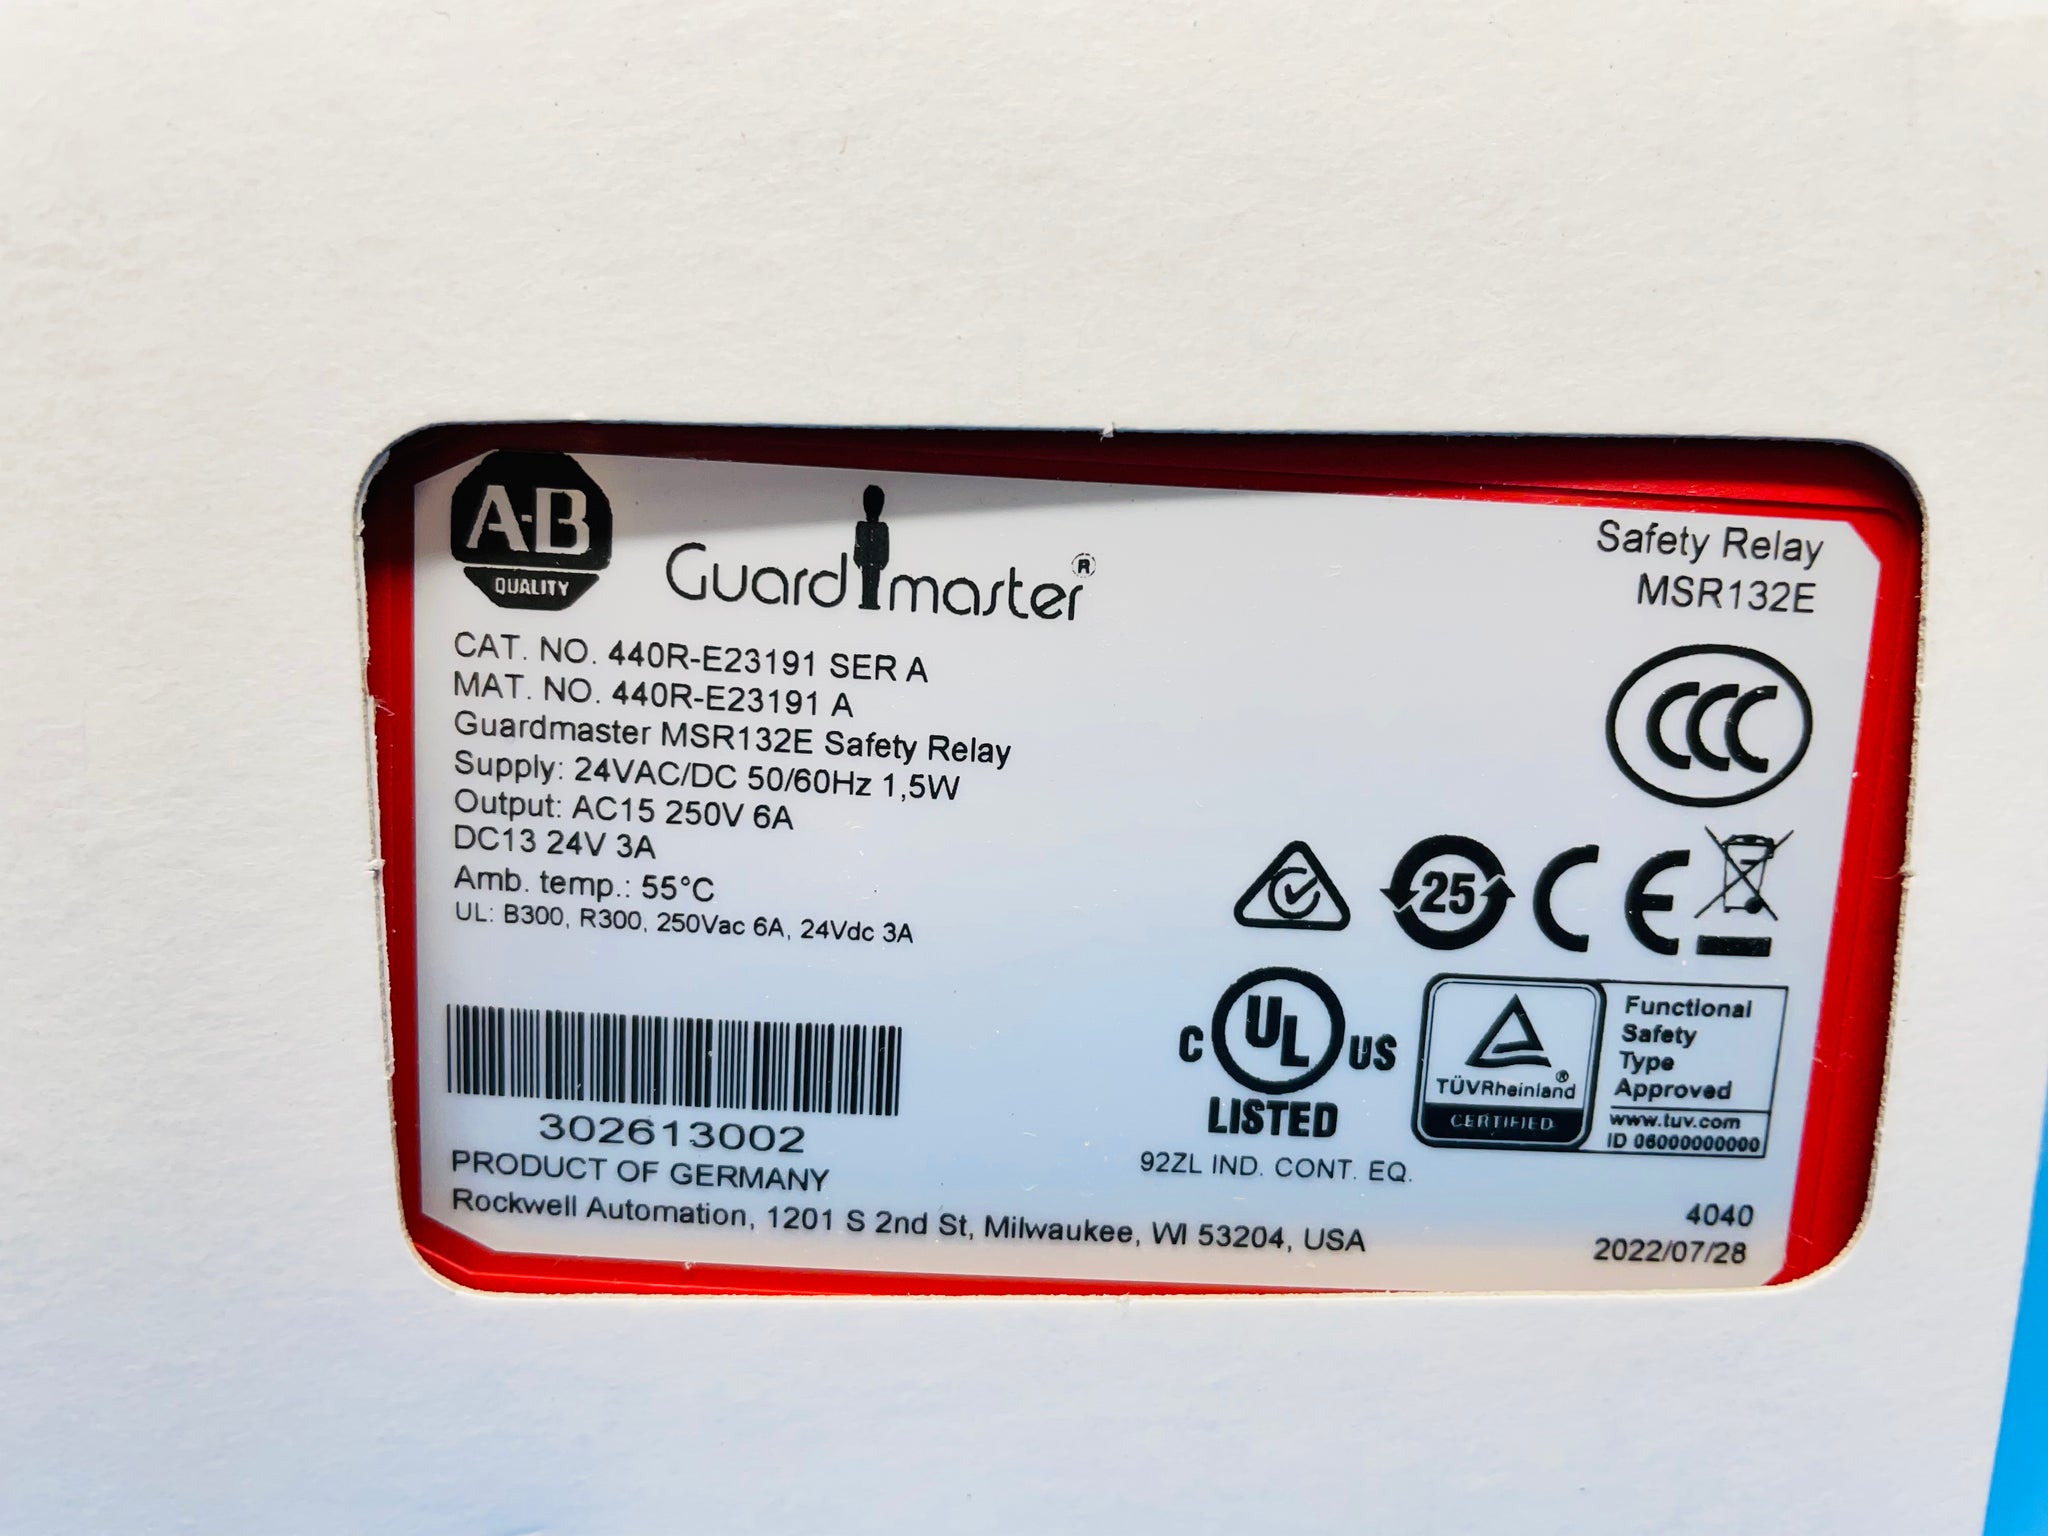 A-B
QUALITY
Guardmaster®
Safety Relay
MSR132E
CAT. NO. 440R-E23191 SER A
MAT. NO. 440R-E23191 A
Guardmaster MSR132E Safety Relay
Supply: 24VAC/DC 50/60Hz 1,5W
Output: AC15 250V 6A
DC13 24V 3A
Amb. temp.: 55°C
UL: B300, R300, 250Vac 6A, 24Vdc 3A
CCC
25
CE
C UL US
LISTED
92ZL IND. CONT. EQ.
TÜVRheinland®
CERTIFIED
Functional
Safety
Type
Approved
www.tuv.com
ID 06000000000
302613002
PRODUCT OF GERMANY
Rockwell Automation, 1201 S 2nd St, Milwaukee, WI 53204, USA
4040
2022/07/28